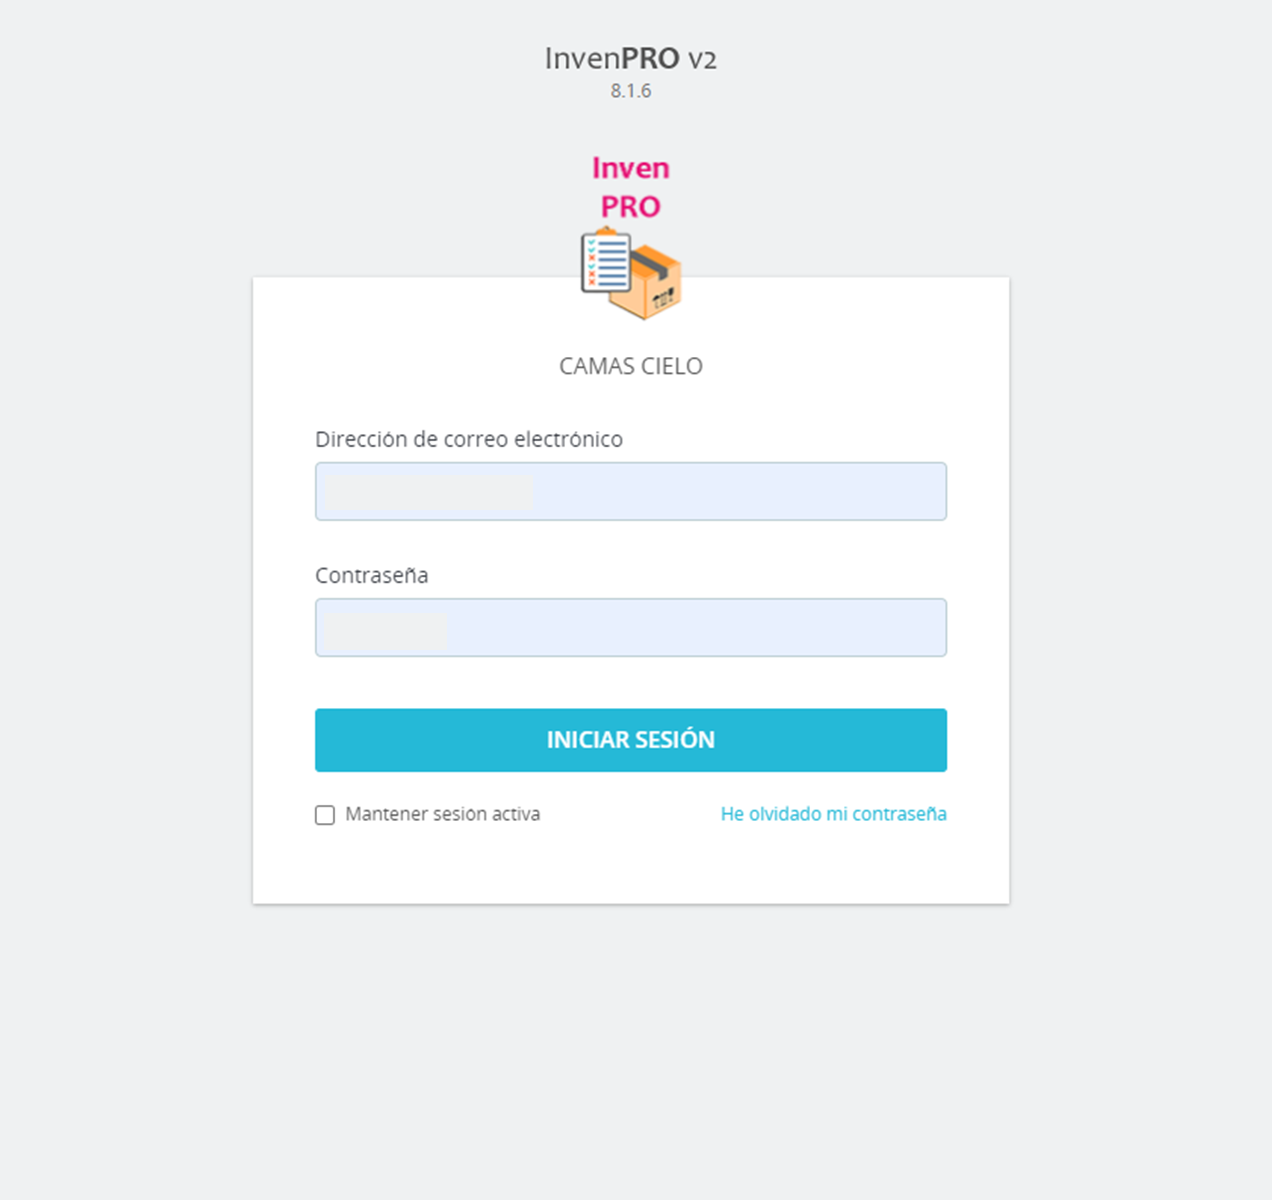 InvenPRO v2
8.1.6
Inven
PRO
CAMAS CIELO
Dirección de correo electrónico
Contraseña
INICIAR SESIÓN
Mantener sesión activa
He olvidado mi contraseña